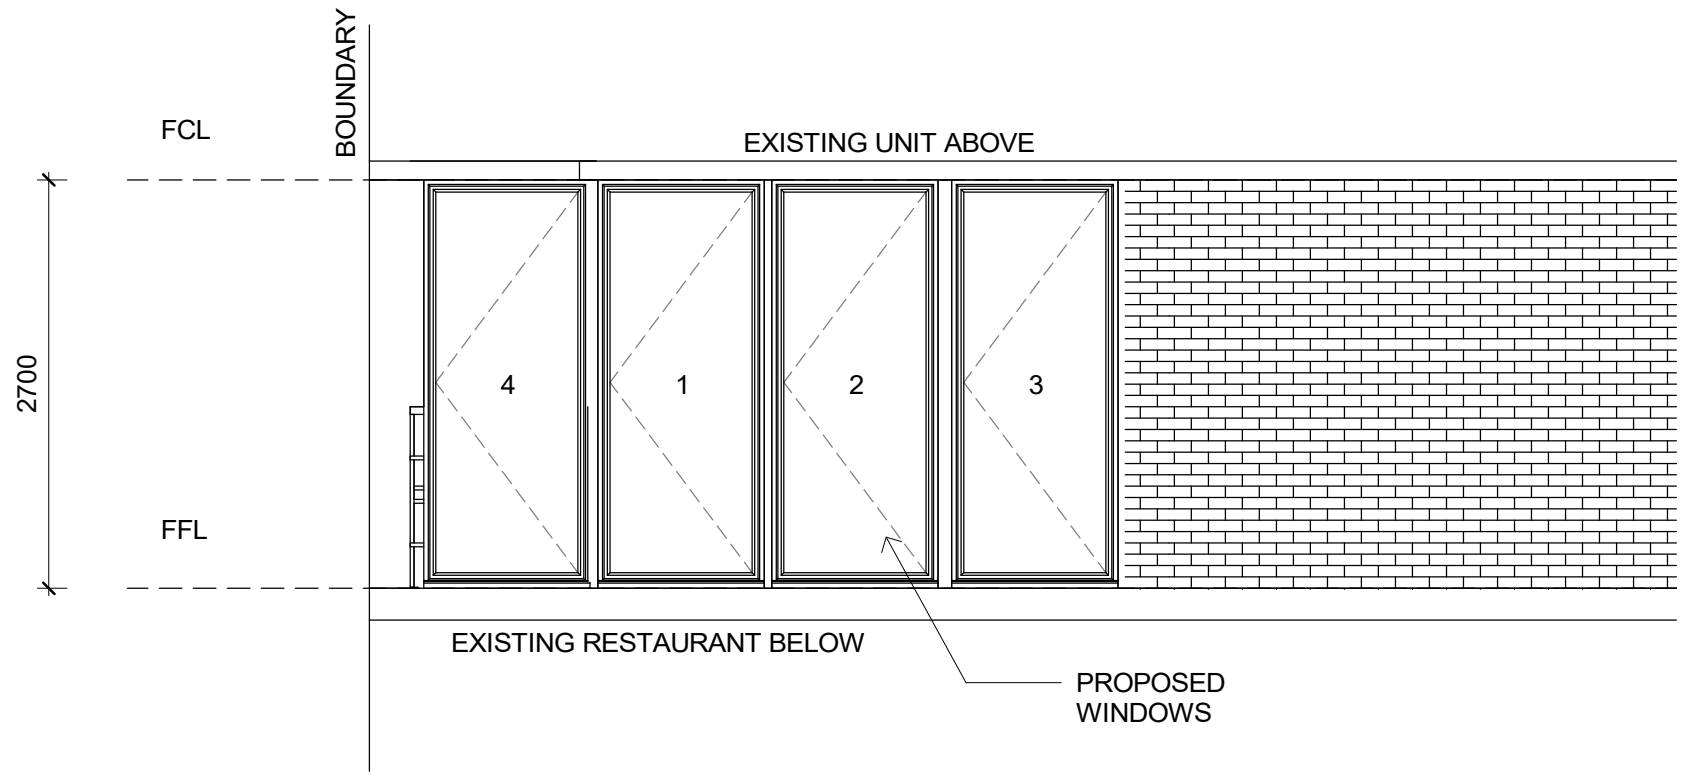 BOUNDARY
FCL
EXISTING UNIT ABOVE
2700
4
1
2
3
FFL
EXISTING RESTAURANT BELOW
PROPOSED
WINDOWS